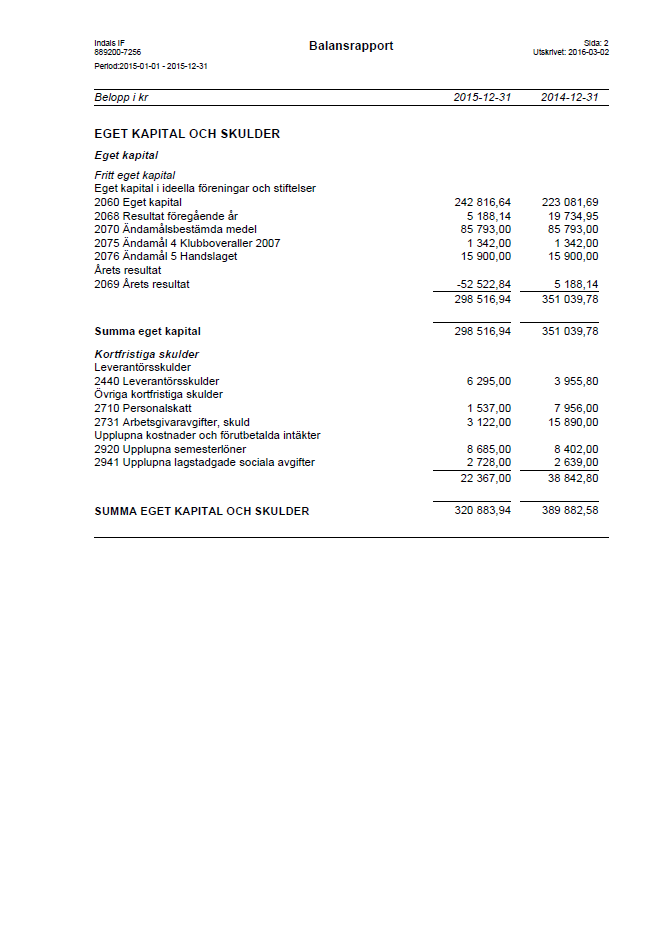 Indals IF Balansrapport Sida: 2
889200-7256 Utskrivet: 2016-03-02
Period:2015-01-01 - 2015-12-31
Belopp i kr 2015-12-31 2014-12-31
EGET KAPITAL OCH SKULDER
Eget kapital
Fritt eget kapital
Eget kapital i ideella föreningar och stiftelser
2060 Eget kapital 242 816,64 223 081,69
2068 Resultat föregående år 5 188,14 19 734,95
2070 Ändamålsbestämda medel 85 793,00 85 793,00
2075 Ändamål 4 Klubboveraller 2007 1 342,00 1 342,00
2076 Ändamål 5 Handslaget 15 900,00 15 900,00
Årets resultat
2069 Årets resultat -52 522,84 5 188,14
298 516,94 351 039,78
Summa eget kapital 298 516,94 351 039,78
Kortfristiga skulder
Leverantörsskulder
2440 Leverantörsskulder 6 295,00 3 955,80
Övriga kortfristiga skulder
2710 Personalskatt 1 537,00 7 956,00
2731 Arbetsgivaravgifter, skuld 3 122,00 15 890,00
Upplupna kostnader och förutbetalda intäkter
2920 Upplupna semesterlöner 8 685,00 8 402,00
2941 Upplupna lagstadgade sociala avgifter 2 728,00 2 639,00
22 367,00 38 842,80
SUMMA EGET KAPITAL OCH SKULDER 320 883,94 389 882,58